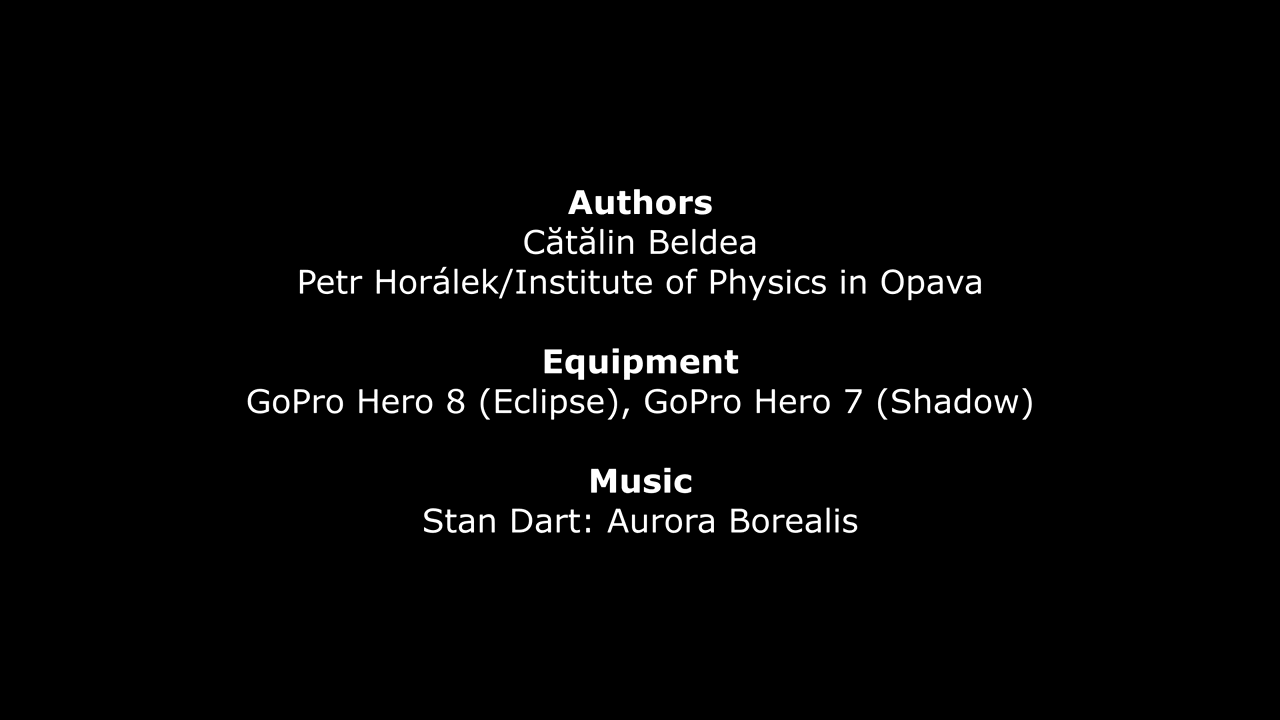 Authors
Cătălin Beldea
Petr Horálek/Institute of Physics in Opava
Equipment
GoPro Hero 8 (Eclipse), GoPro Hero 7 (Shadow)
Music
Stan Dart: Aurora Borealis